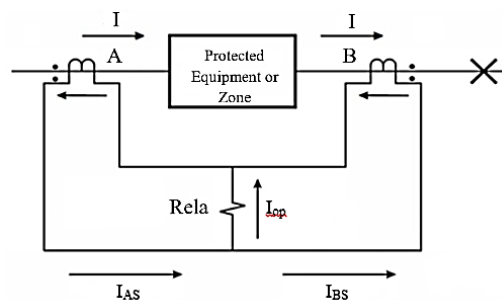 I
I
A
Protected
Equipment or
Zone
B
Rela
Iop
IAS
IBS